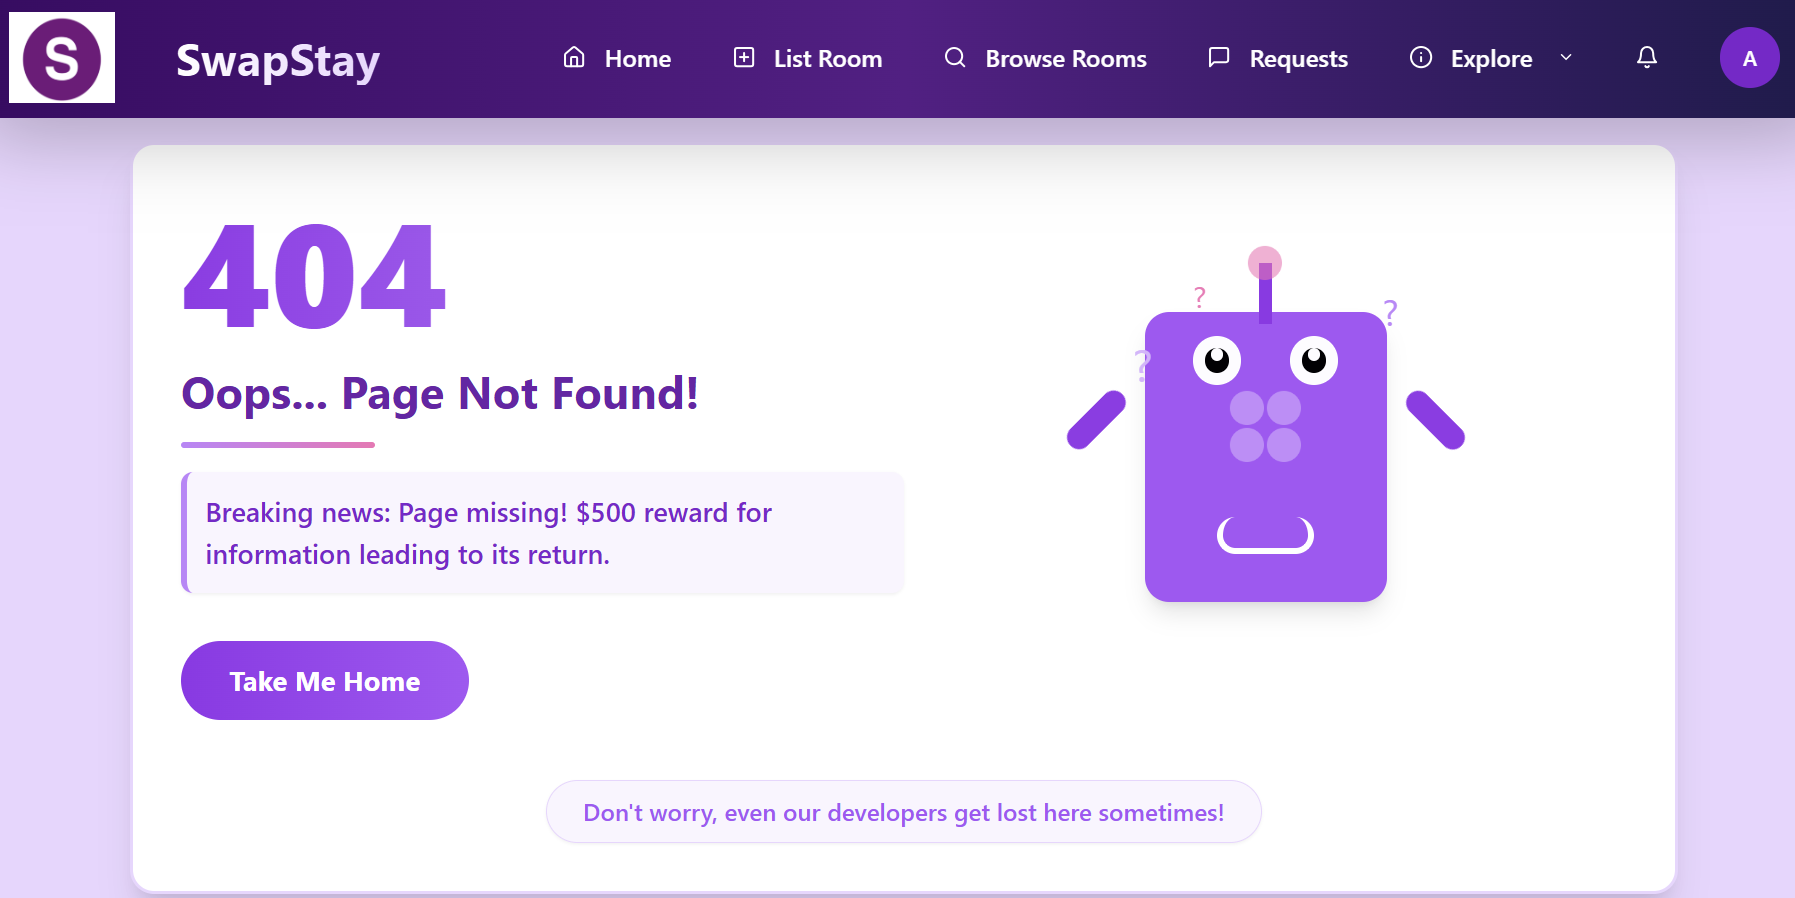 S
SwapStay
Home
List Room
Browse Rooms
Requests
Explore
A
404
Oops... Page Not Found!
Breaking news: Page missing! $500 reward for
information leading to its return.
Take Me Home
?
?
?
Don't worry, even our developers get lost here sometimes!